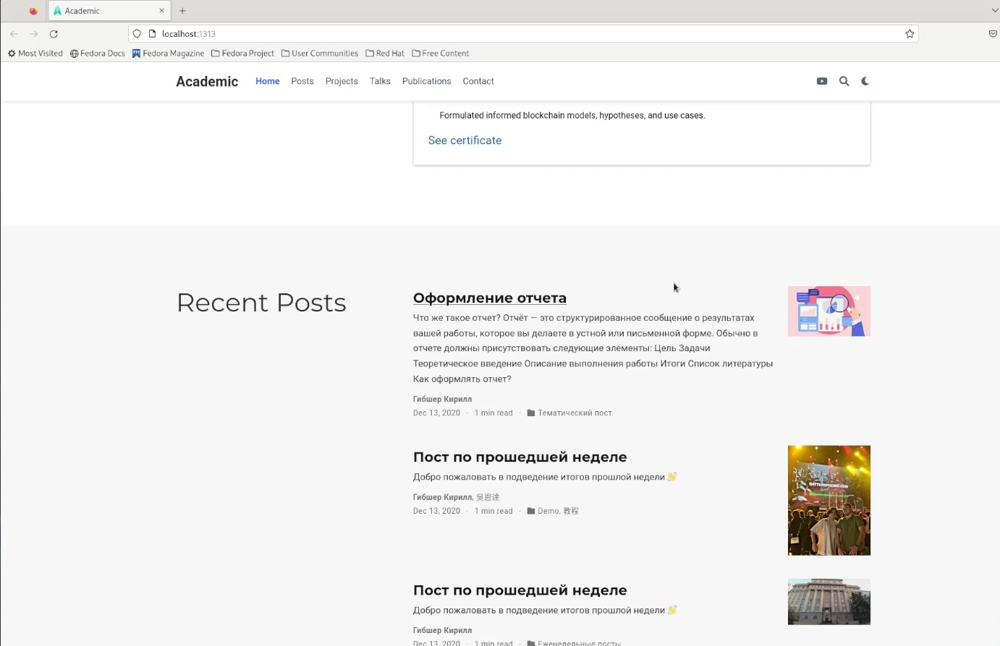 Academic
localhost:1313
Most Visited Fedora Docs Fedora Magazine Fedora Project User Communities Red Hat Free Content
Academic Home Posts Projects Talks Publications Contact
Formulated informed blockchain models, hypotheses, and use cases.
See certificate
Recent Posts
Оформление отчета
Что же такое отчет? Отчёт — это структурированное сообщение о результатах
вашей работы, которое вы делаете в устной или письменной форме. Обычно в
отчете должны присутствовать следующие элементы: Цель Задачи
Теоретическое введение Описание выполнения работы Итоги Список литературы
Как оформлять отчет?
Гибшер Кирилл
Dec 13, 2020 · 1 min read · Тематический пост
Пост по прошедшей неделе
Добро пожаловать в подведение итогов прошлой недели 👋
Гибшер Кирилл, 吳恩達
Dec 13, 2020 · 1 min read · Demo, 教程
BATTERSPROMO.COM
Пост по прошедшей неделе
Добро пожаловать в подведение итогов прошлой недели 👋
Гибшер Кирилл
Dec 13, 2020 · 1 min read · Еженедельные посты